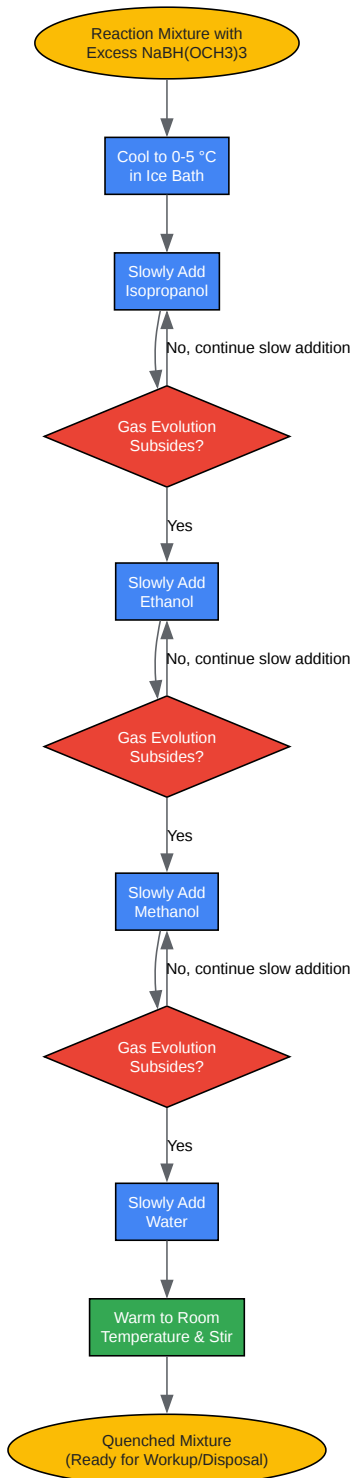 Reaction Mixture with
Excess NaBH(OCH3)3
Cool to 0-5 °C
in Ice Bath
Slowly Add
Isopropanol
No, continue slow addition
Gas Evolution
Subsides?
Yes
Slowly Add
Ethanol
No, continue slow addition
Gas Evolution
Subsides?
Yes
Slowly Add
Methanol
No, continue slow addition
Gas Evolution
Subsides?
Yes
Slowly Add
Water
Warm to Room
Temperature & Stir
Quenched Mixture
(Ready for Workup/Disposal)